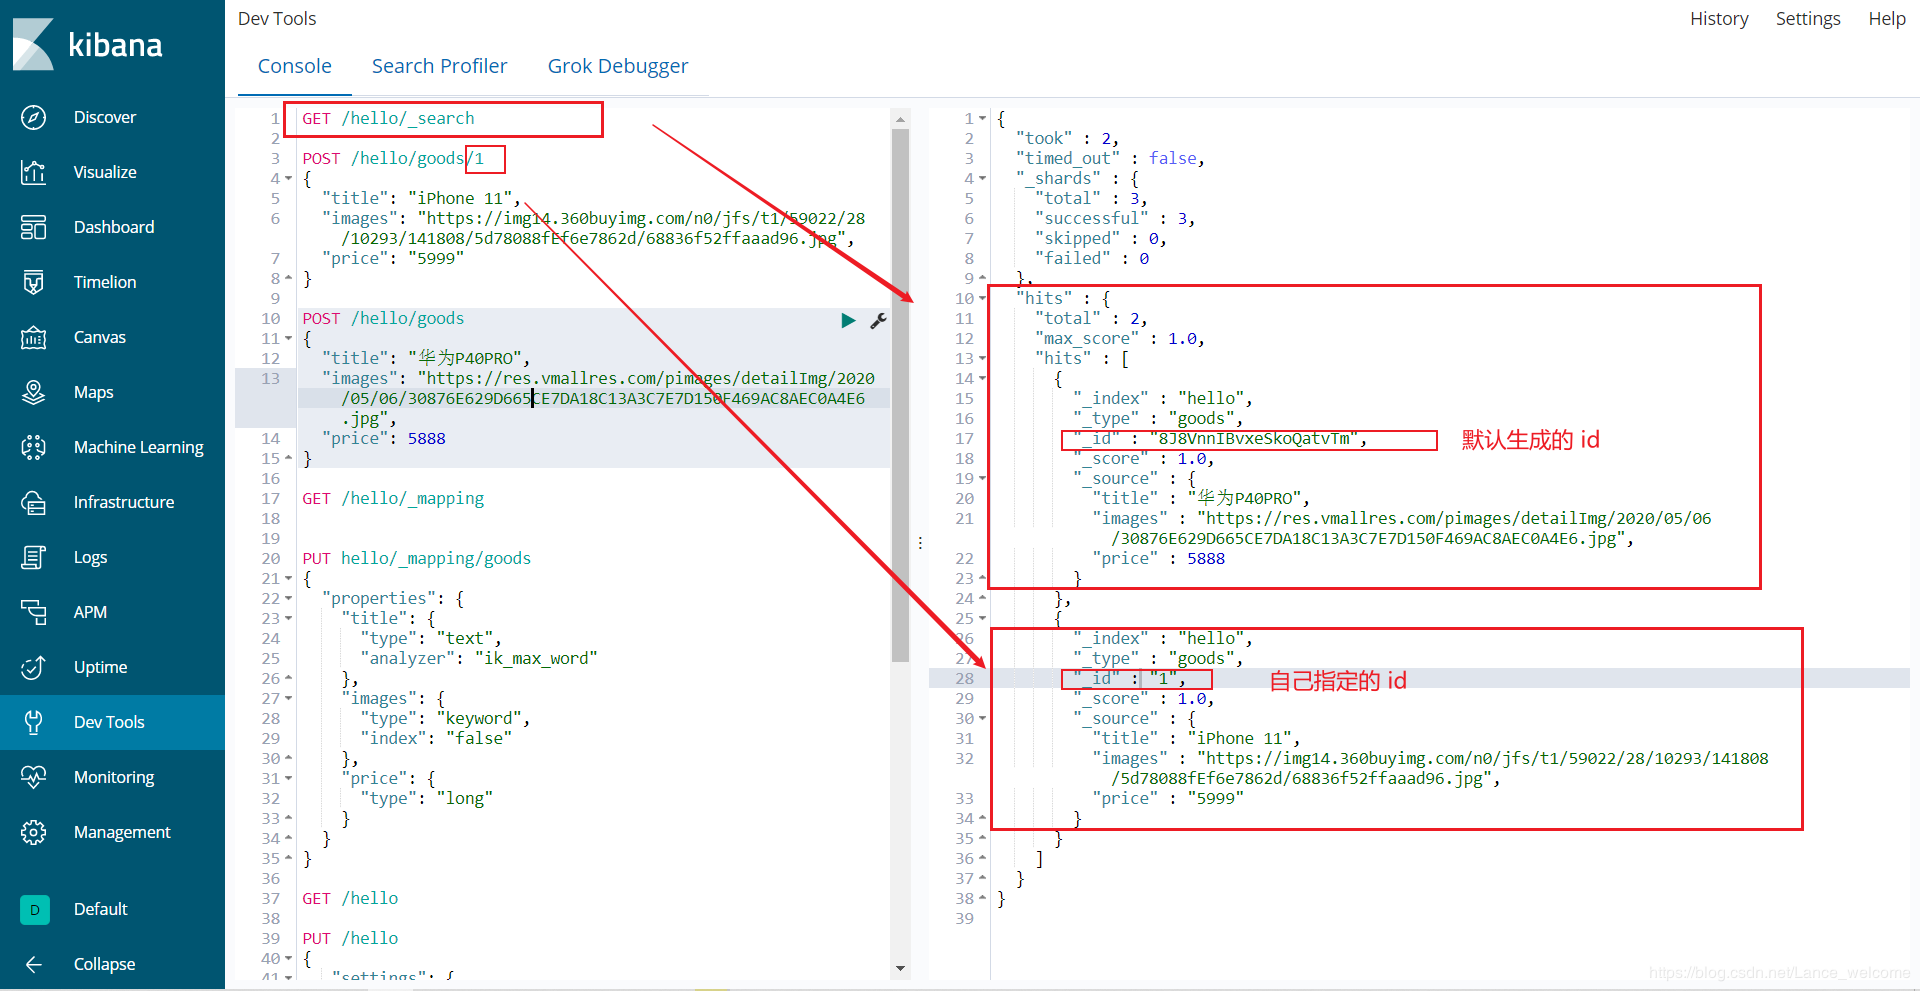 kibana
Discover
Visualize
Dashboard
Timelion
Canvas
Maps
Machine Learning
Infrastructure
Logs
APM
Uptime
Dev Tools
Monitoring
Management
D
Default
Collapse
Dev Tools
History
Settings
Help
Console
Search Profiler
Grok Debugger
1 GET /hello/_search
2
3 POST /hello/goods/1
4 {
5 "title": "iPhone 11",
6 "images": "https://img14.360buyimg.com/n0/jfs/t1/59022/28
/10293/141808/5d78088fEf6e7862d/68836f52ffaaad96.jpg",
7 "price": "5999"
8 }
9
10 POST /hello/goods
11 {
12 "title": "华为P40PRO",
13 "images": "https://res.vmallres.com/pimages/detailImg/2020
/05/06/30876E629D665CE7DA18C13A3C7E7D150F469AC8AEC0A4E6
.jpg",
14 "price": 5888
15 }
16
17 GET /hello/_mapping
18
19
20 PUT hello/_mapping/goods
21 {
22 "properties": {
23 "title": {
24 "type": "text",
25 "analyzer": "ik_max_word"
26 },
27 "images": {
28 "type": "keyword",
29 "index": "false"
30 },
31 "price": {
32 "type": "long"
33 }
34 }
35 }
36
37 GET /hello
38
39 PUT /hello
40 {
41 "settings": {
1 {
2 "took" : 2,
3 "timed_out" : false,
4 "_shards" : {
5 "total" : 3,
6 "successful" : 3,
7 "skipped" : 0,
8 "failed" : 0
9 },
10 "hits" : {
11 "total" : 2,
12 "max_score" : 1.0,
13 "hits" : [
14 {
15 "_index" : "hello",
16 "_type" : "goods",
17 "_id" : "8J8VnnIBvxeSkoQatvTm",
默认生成的 id
18 "_score" : 1.0,
19 "_source" : {
20 "title" : "华为P40PRO",
21 "images" : "https://res.vmallres.com/pimages/detailImg/2020/05/06
/30876E629D665CE7DA18C13A3C7E7D150F469AC8AEC0A4E6.jpg",
22 "price" : 5888
23 }
24 },
25 {
26 "_index" : "hello",
27 "_type" : "goods",
28 "_id" : "1",
自己指定的 id
29 "_score" : 1.0,
30 "_source" : {
31 "title" : "iPhone 11",
32 "images" : "https://img14.360buyimg.com/n0/jfs/t1/59022/28/10293/141808
/5d78088fEf6e7862d/68836f52ffaaad96.jpg",
33 "price" : "5999"
34 }
35 }
36 ]
37 }
38 }
39
https://blog.csdn.net/Lance_welcome